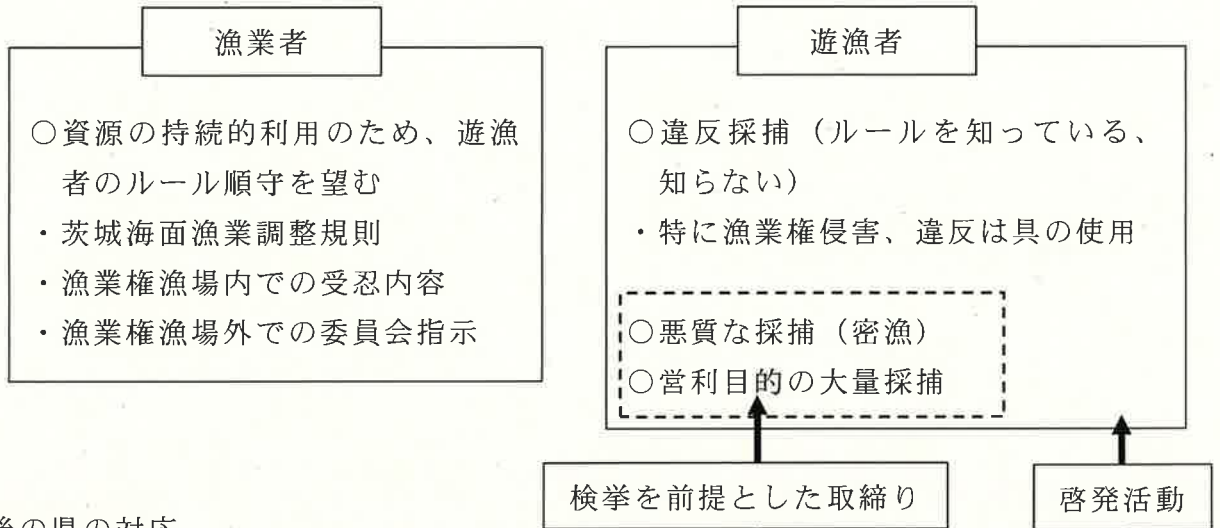 漁業者
○資源の持続的利用のため、遊漁
者のルール順守を望む
・茨城海面漁業調整規則
・漁業権漁場内での受忍内容
・漁業権漁場外での委員会指示
遊漁者
○違反採捕（ルールを知っている、
知らない）
・特に漁業権侵害、違反は具の使用
○悪質な採捕（密漁）
○営利目的の大量採捕
検挙を前提とした取締り
啓発活動
後の県の対応